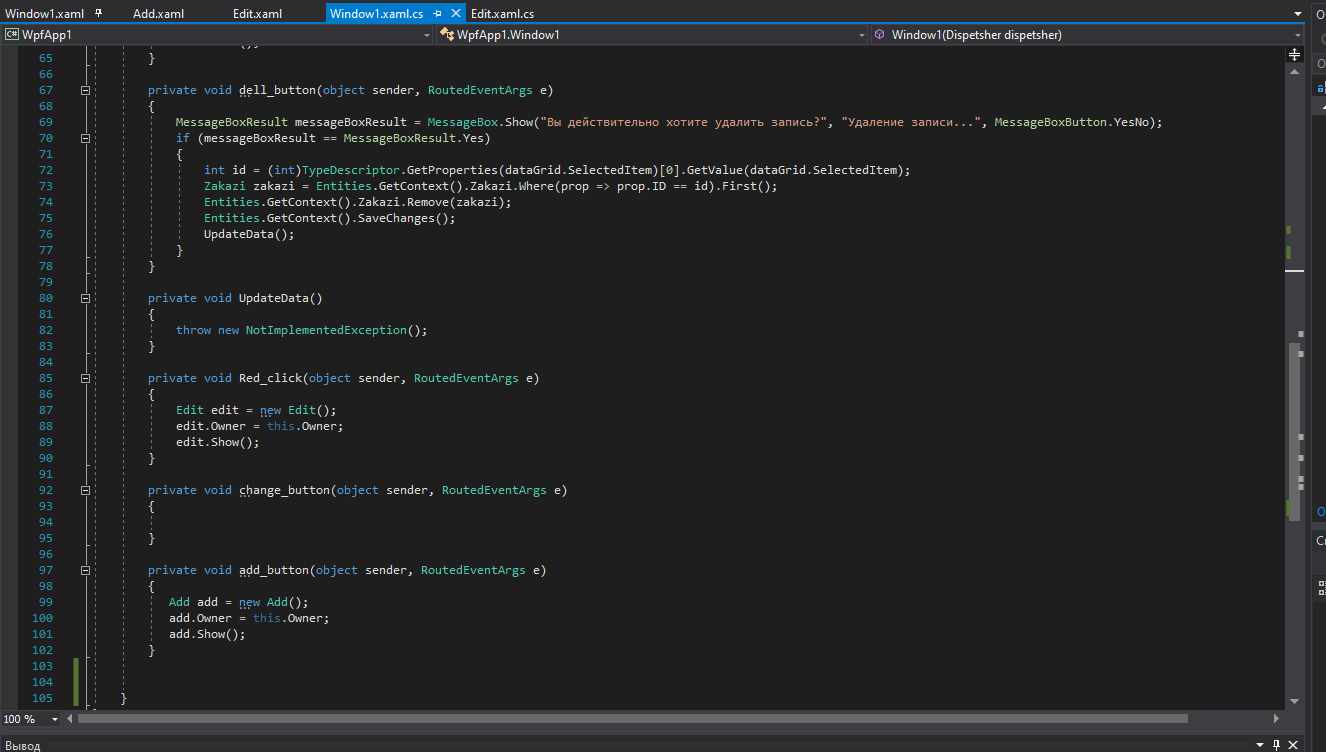 Window1.xaml Add.xaml Edit.xaml Window1.xaml.cs Edit.xaml.cs
C# WpfApp1 WpfApp1.Window1 Window1(Dispetsher dispetsher)
65 }
66
67 private void dell_button(object sender, RoutedEventArgs e)
68 {
69 MessageBoxResult messageBoxResult = MessageBox.Show("Вы действительно хотите удалить запись?", "Удаление записи...", MessageBoxButton.YesNo);
70 if (messageBoxResult == MessageBoxResult.Yes)
71 {
72 int id = (int)TypeDescriptor.GetProperties(dataGrid.SelectedItem)[0].GetValue(dataGrid.SelectedItem);
73 Zakazi zakazi = Entities.GetContext().Zakazi.Where(prop => prop.ID == id).First();
74 Entities.GetContext().Zakazi.Remove(zakazi);
75 Entities.GetContext().SaveChanges();
76 UpdateData();
77 }
78 }
79
80 private void UpdateData()
81 {
82 throw new NotImplementedException();
83 }
84
85 private void Red_click(object sender, RoutedEventArgs e)
86 {
87 Edit edit = new Edit();
88 edit.Owner = this.Owner;
89 edit.Show();
90 }
91
92 private void change_button(object sender, RoutedEventArgs e)
93 {
94
95 }
96
97 private void add_button(object sender, RoutedEventArgs e)
98 {
99 Add add = new Add();
100 add.Owner = this.Owner;
101 add.Show();
102 }
103
104
105 }
100 %
Вывод